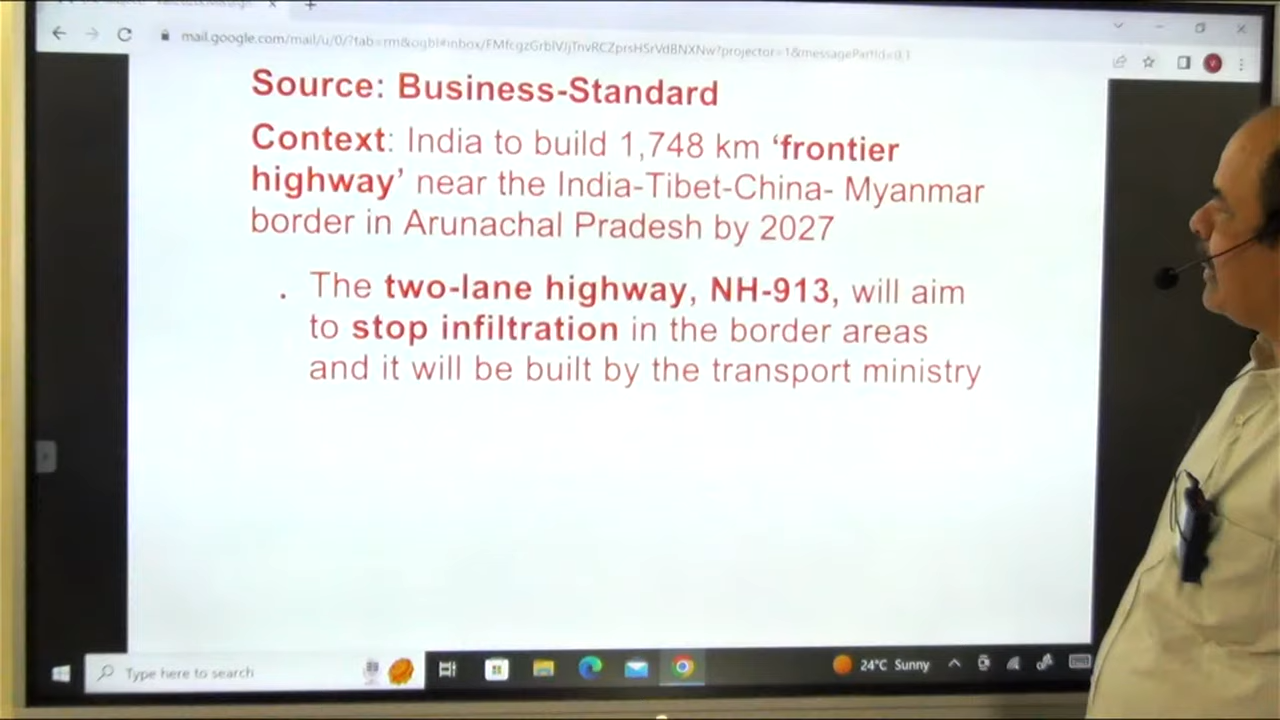 Source: Business-Standard
Context: India to build 1,748 km ‘frontier
highway’ near the India-Tibet-China- Myanmar
border in Arunachal Pradesh by 2027
. The two-lane highway, NH-913, will aim
to stop infiltration in the border areas
and it will be built by the transport ministry
Type here to search
24°C Sunny